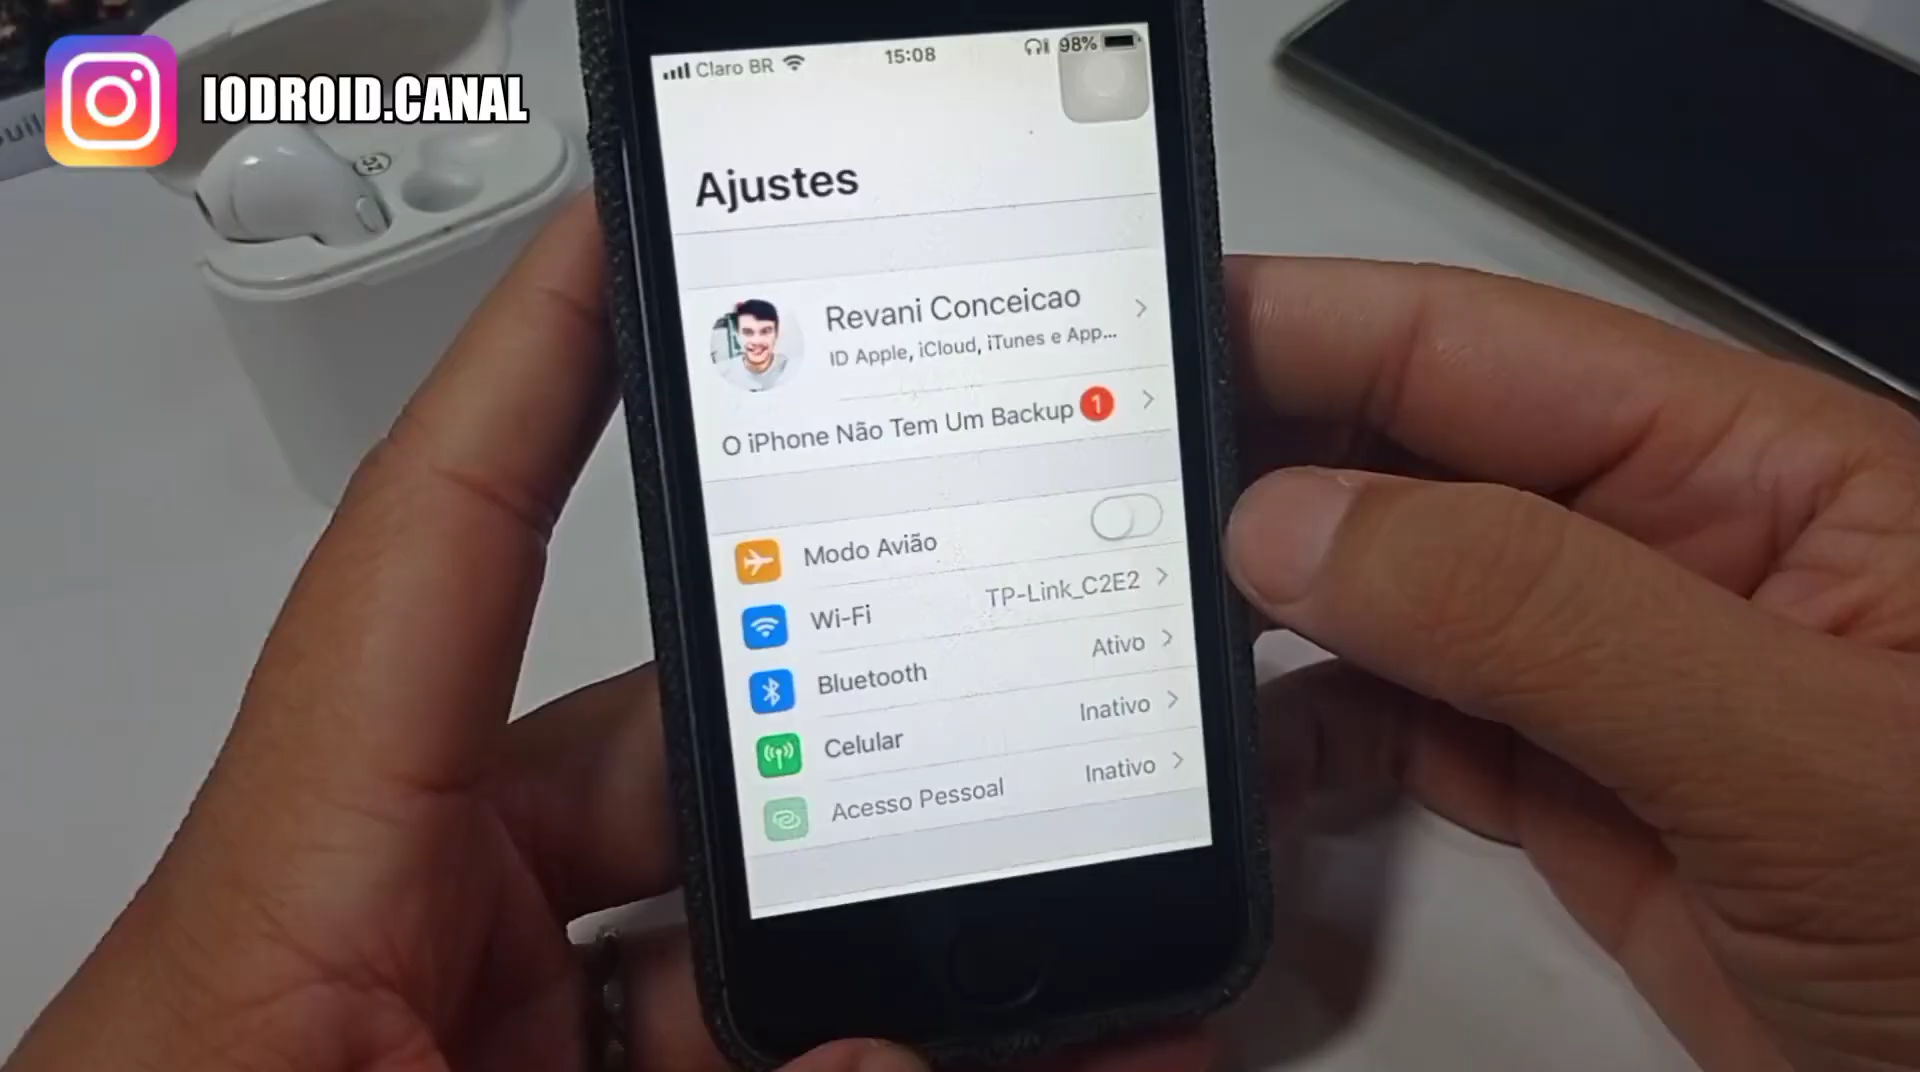 IODROID.CANAL
Claro BR 15:08 98%
Ajustes
Revani Conceicao
ID Apple, iCloud, iTunes e App...
O iPhone Não Tem Um Backup 1
Modo Avião
Wi-Fi TP-Link_C2E2
Bluetooth Ativo
Celular Inativo
Acesso Pessoal Inativo